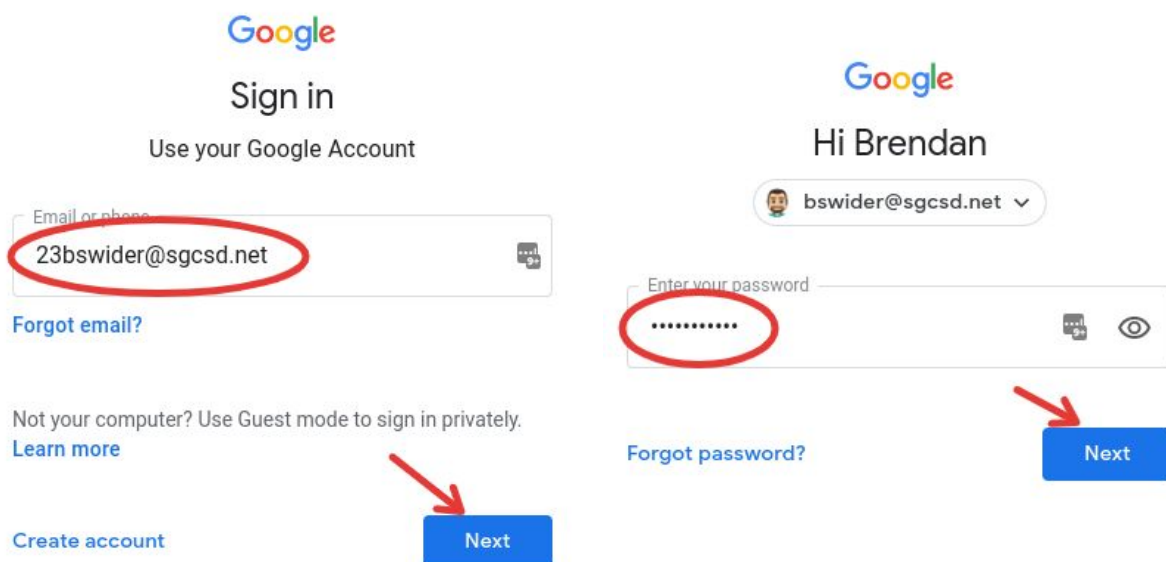 Google
Sign in
Use your Google Account
Email or phone
23bswider@sgcsd.net
Forgot email?
Not your computer? Use Guest mode to sign in privately.
Learn more
Create account
Next
Google
Hi Brendan
bswider@sgcsd.net
Enter your password
•••••••••••
Forgot password?
Next